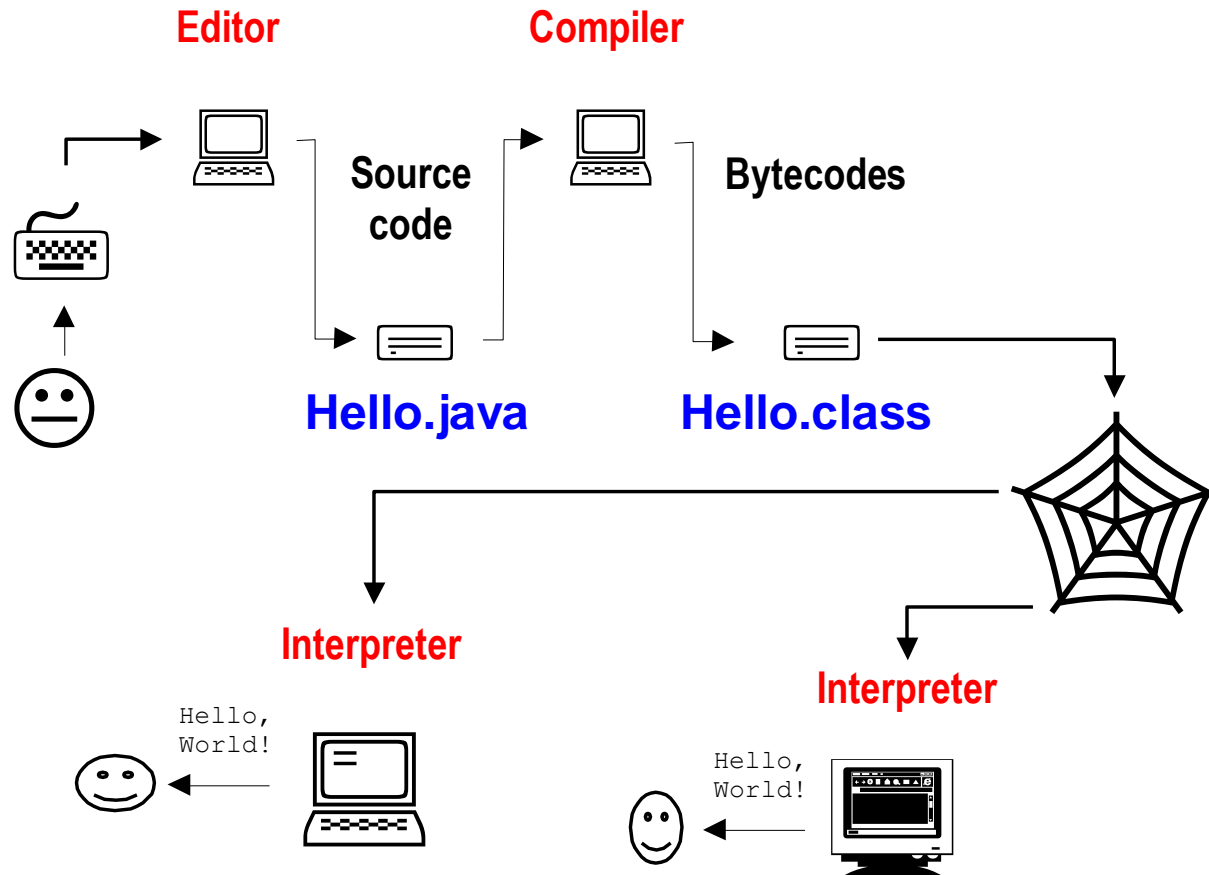 Editor
Compiler
Source
code
Bytecodes
Hello.java
Hello.class
Interpreter
Interpreter
Hello,
World!
Hello,
World!